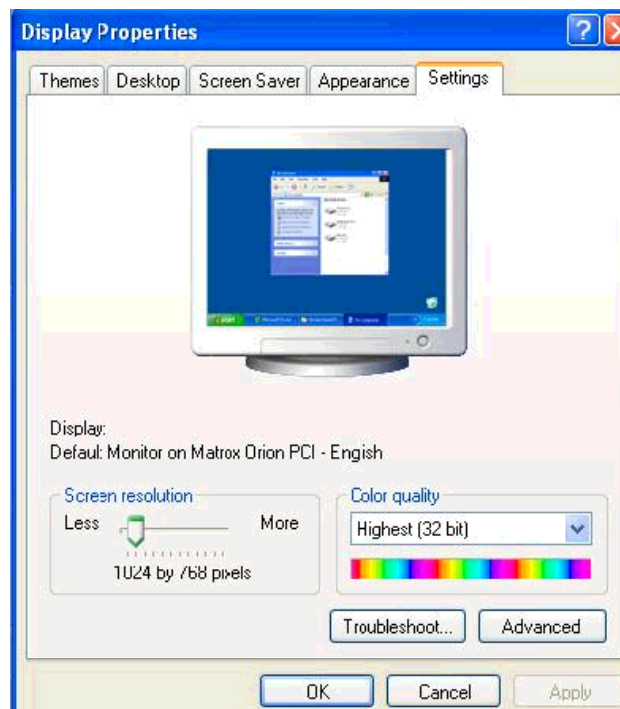 Display Properties
Themes Desktop Screen Saver Appearance Settings
start
Display:
Defaul: Monitor on Matrox Orion PCI - Engish
Screen resolution
Less More
1024 by 768 pixels
Color quality
Highest (32 bit)
Troubleshoot... Advanced
OK Cancel Apply